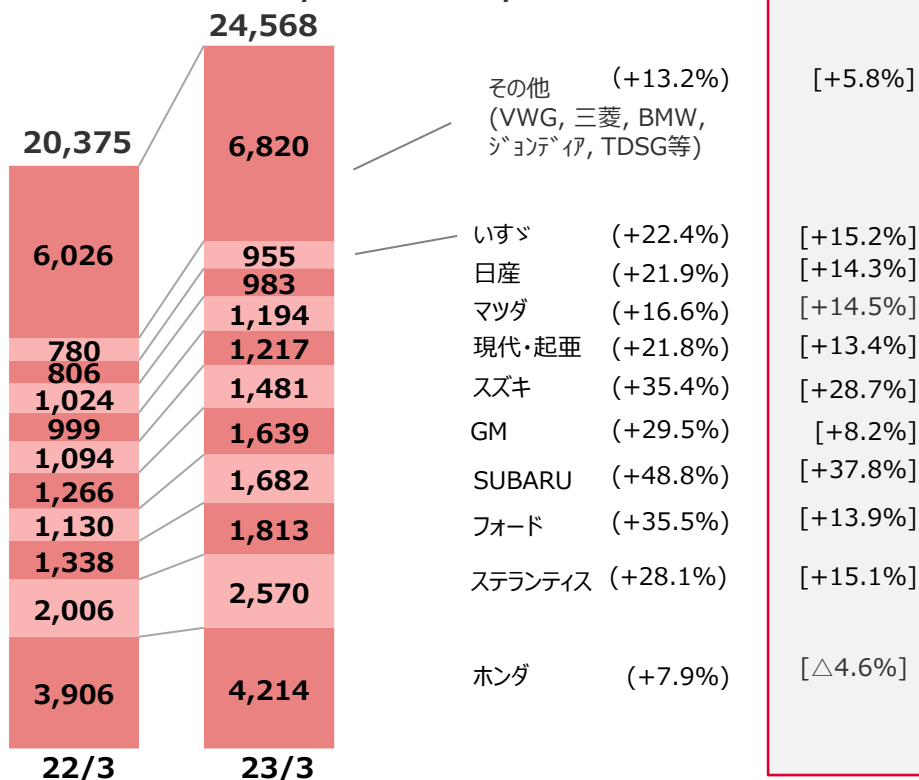 24,568
20,375
その他 (+13.2%) [+5.8%]
(VWG, 三菱, BMW,
ジョンディア, TDSG等)
6,026
6,820
いすゞ (+22.4%) [+15.2%]
780
955
日産 (+21.9%) [+14.3%]
806
983
マツダ (+16.6%) [+14.5%]
1,024
1,194
現代・起亜 (+21.8%) [+13.4%]
999
1,217
スズキ (+35.4%) [+28.7%]
1,094
1,481
GM (+29.5%) [+8.2%]
1,266
1,639
SUBARU (+48.8%) [+37.8%]
1,130
1,682
フォード (+35.5%) [+13.9%]
1,338
1,813
ステランティス (+28.1%) [+15.1%]
2,006
2,570
ホンダ (+7.9%) [△4.6%]
3,906
4,214
22/3
23/3